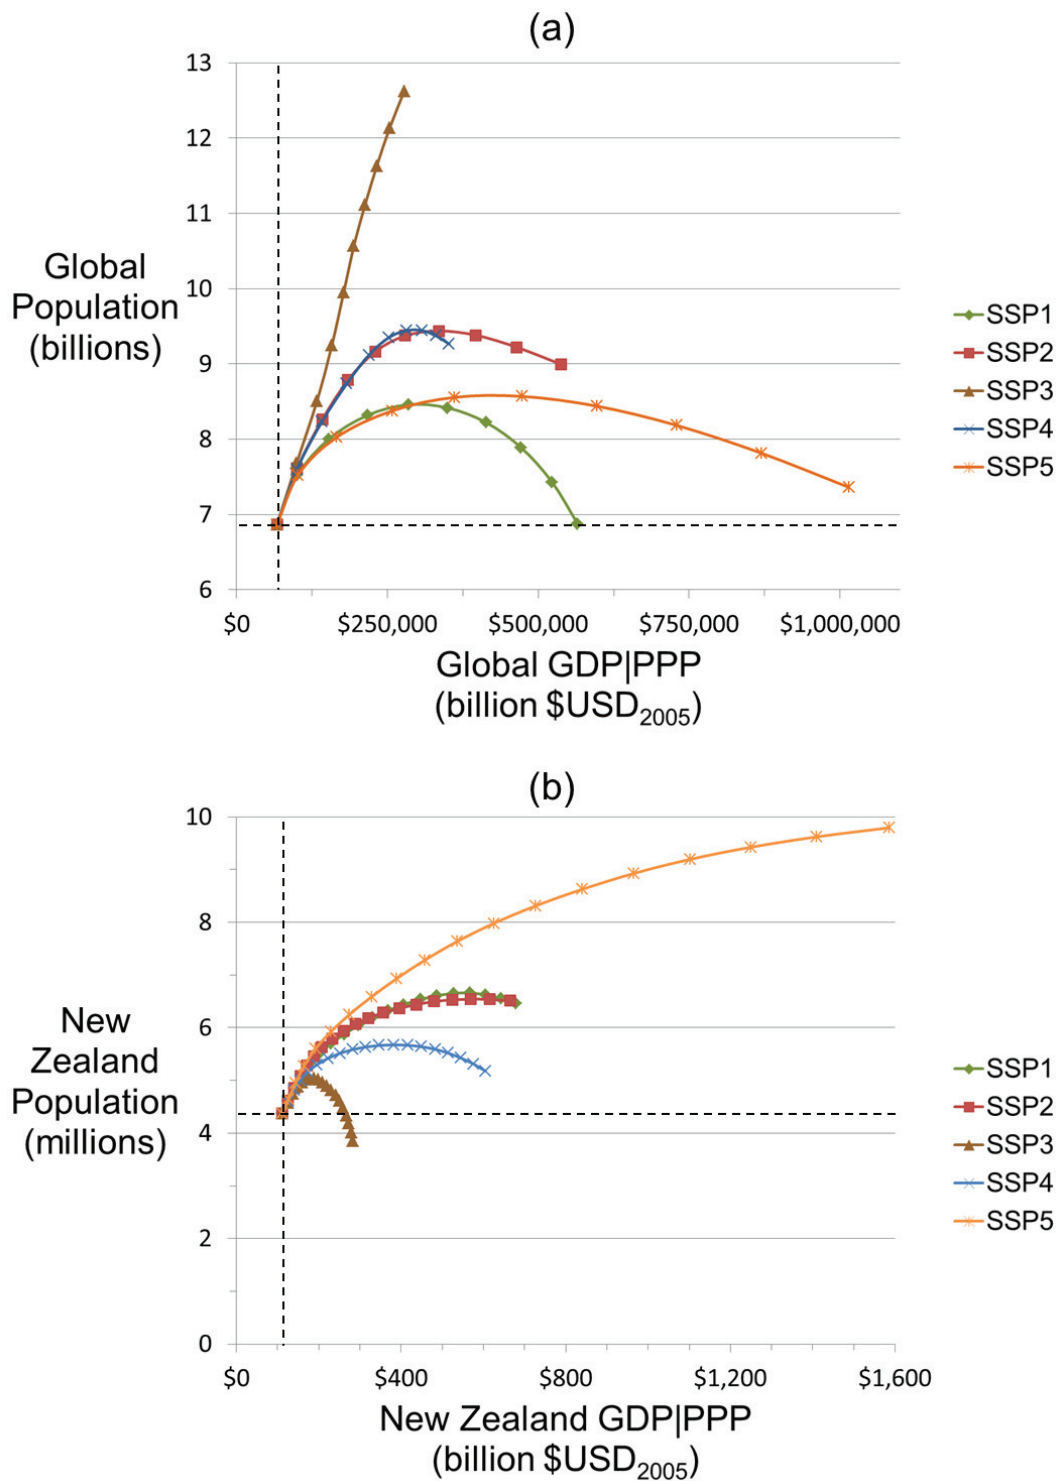 (a)
13
12
11
10
9
8
7
6
Global
Population
(billions)
$0 $250,000 $500,000 $750,000 $1,000,000
Global GDP|PPP
(billion $USD2005)
SSP1
SSP2
SSP3
SSP4
SSP5
(b)
10
8
6
4
2
0
New
Zealand
Population
(millions)
$0 $400 $800 $1,200 $1,600
New Zealand GDP|PPP
(billion $USD2005)
SSP1
SSP2
SSP3
SSP4
SSP5